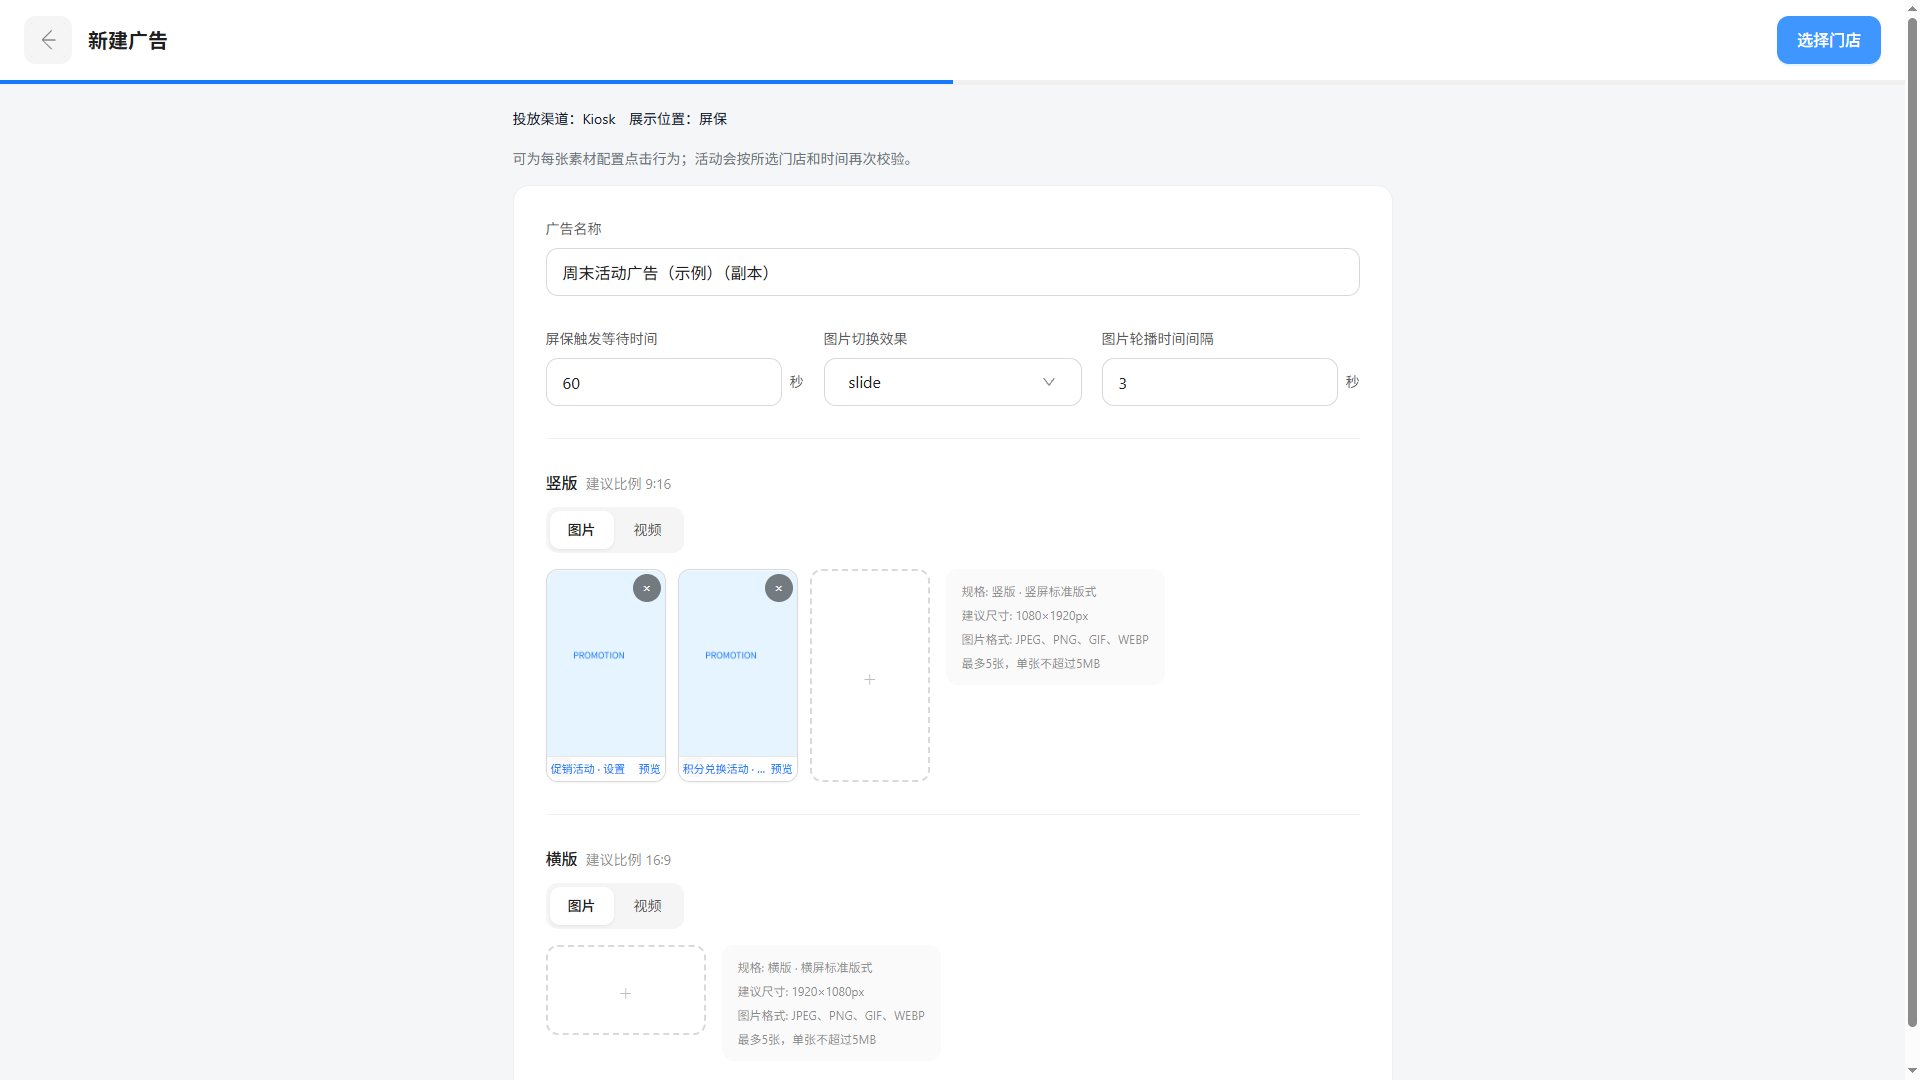 新建广告
选择门店
投放渠道：Kiosk 展示位置：屏保
可为每张素材配置点击行为；活动会按所选门店和时间再次校验。
广告名称
周末活动广告（示例）（副本）
屏保触发等待时间
图片切换效果
图片轮播时间间隔
60 秒
slide
3 秒
竖版 建议比例 9:16
图片 视频
PROMOTION
促销活动 · 设置 预览
PROMOTION
积分兑换活动 · ... 预览
规格: 竖版 · 竖屏标准版式
建议尺寸: 1080×1920px
图片格式: JPEG、PNG、GIF、WEBP
最多5张，单张不超过5MB
横版 建议比例 16:9
图片 视频
规格: 横版 · 横屏标准版式
建议尺寸: 1920×1080px
图片格式: JPEG、PNG、GIF、WEBP
最多5张，单张不超过5MB